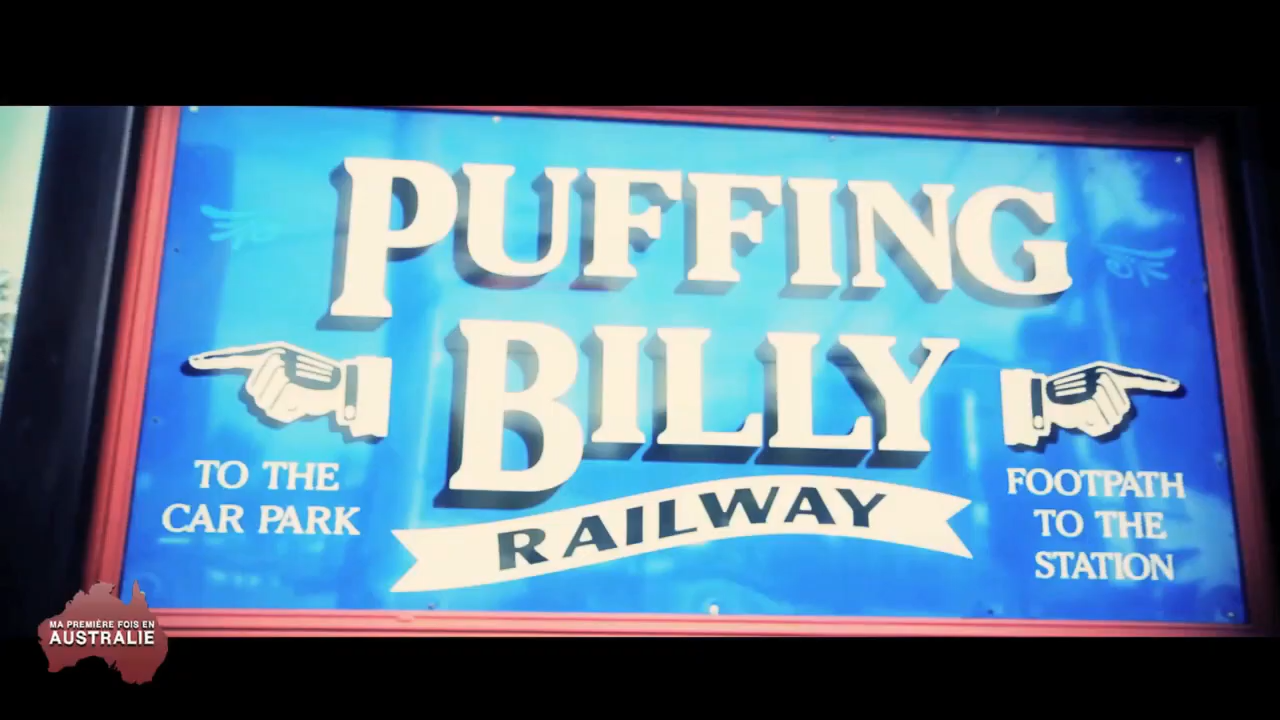 PUFFING
BILLY
RAILWAY
TO THE
CAR PARK
FOOTPATH
TO THE
STATION
MA PREMIÈRE FOIS EN
AUSTRALIE